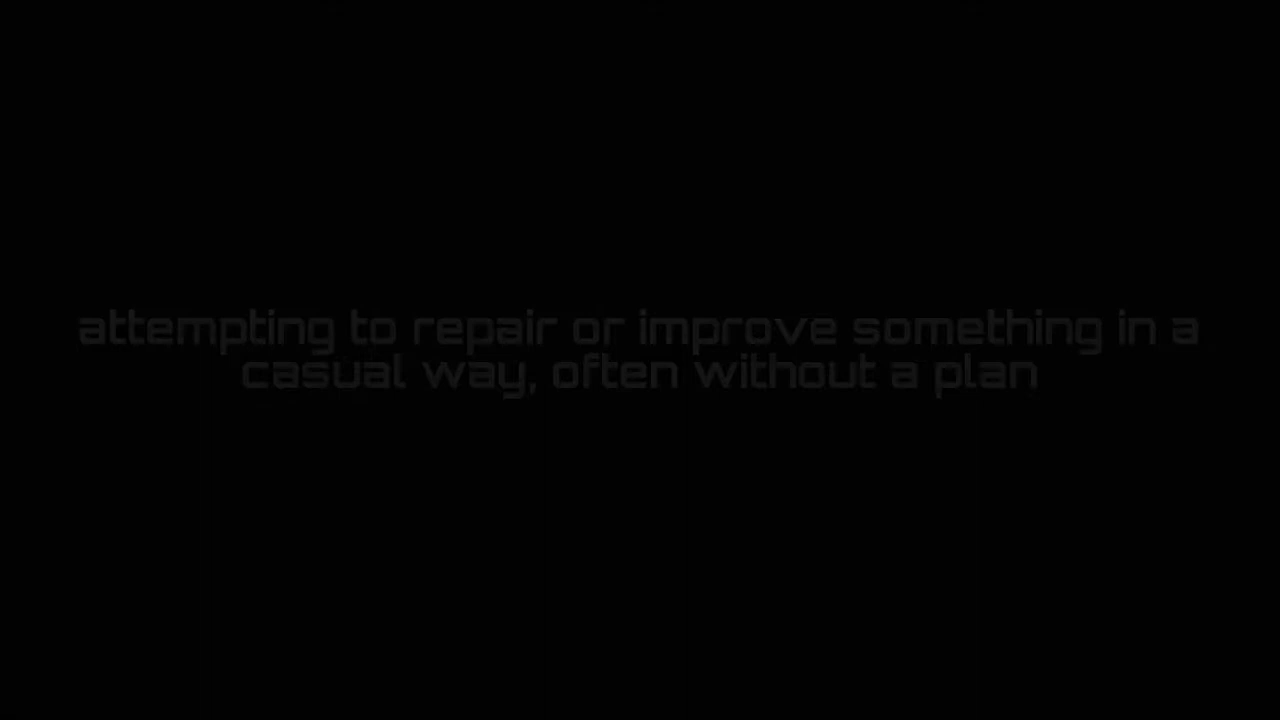 attempting to repair or improve something in a
casual way, often without a plan